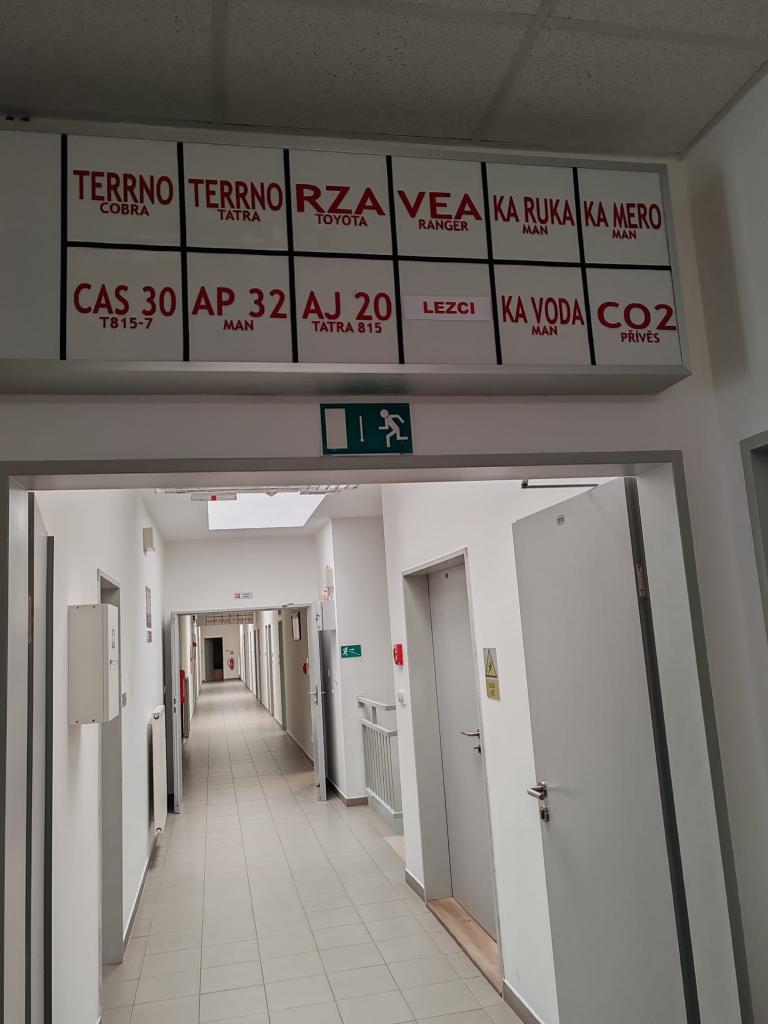 TERRNO
COBRA
TERRNO
TATRA
RZA
TOYOTA
VEA
RANGER
KA RUKA
MAN
KA MERO
MAN
CAS 30
T815-7
AP 32
MAN
AJ 20
TATRA 815
LEZCI
KA VODA
MAN
CO2
PŘÍVĚS